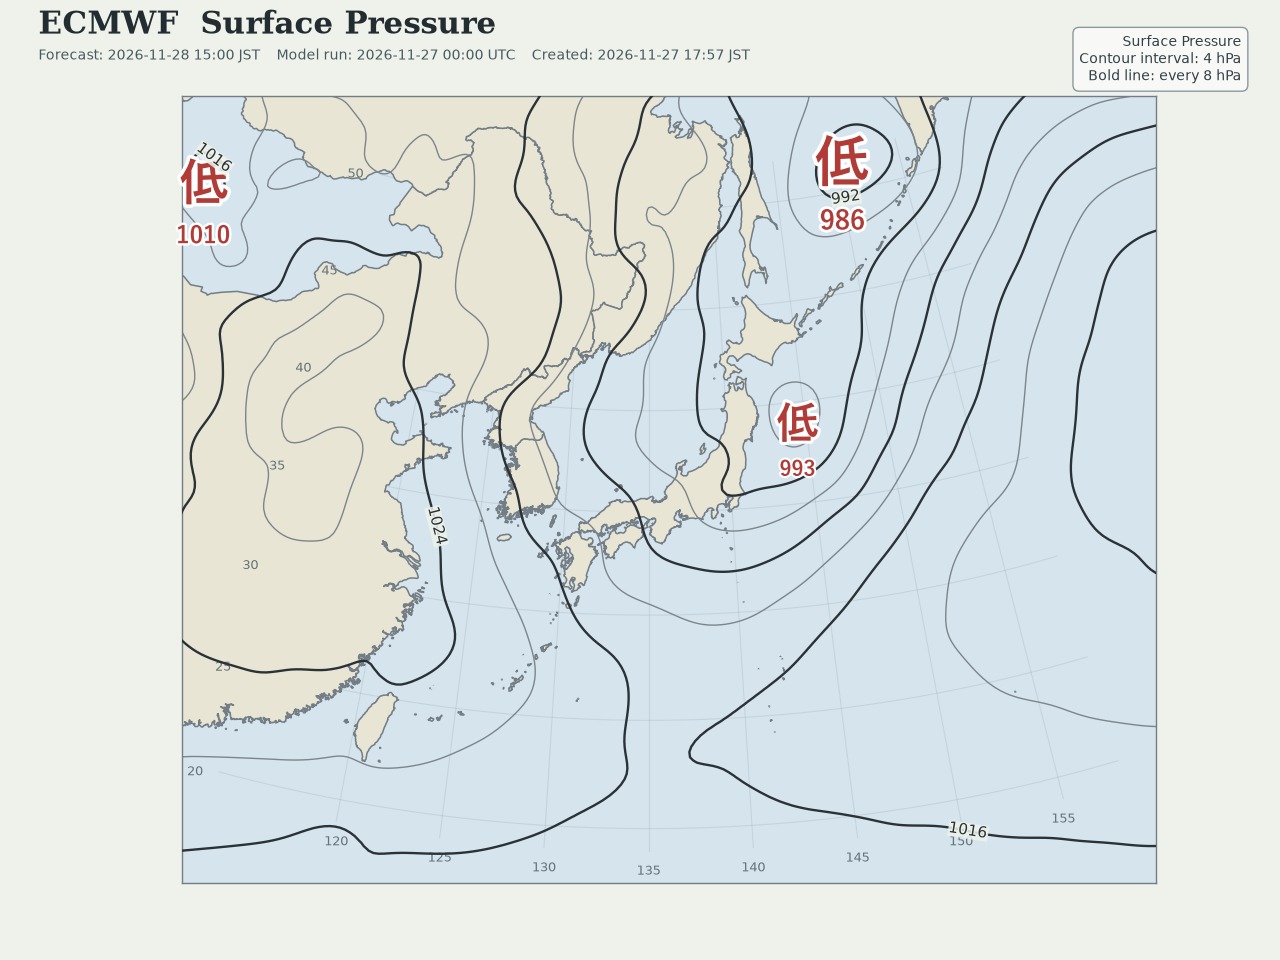 ECMWF  Surface Pressure
Forecast: 2026-11-28 15:00 JST    Model run: 2026-11-27 00:00 UTC    Created: 2026-11-27 17:57 JST
Surface Pressure
Contour interval: 4 hPa
Bold line: every 8 hPa
1016
低
1010
50
低
992
986
45
40
低
993
35
1024
30
25
20
120
125
130
135
140
145
150
155
1016